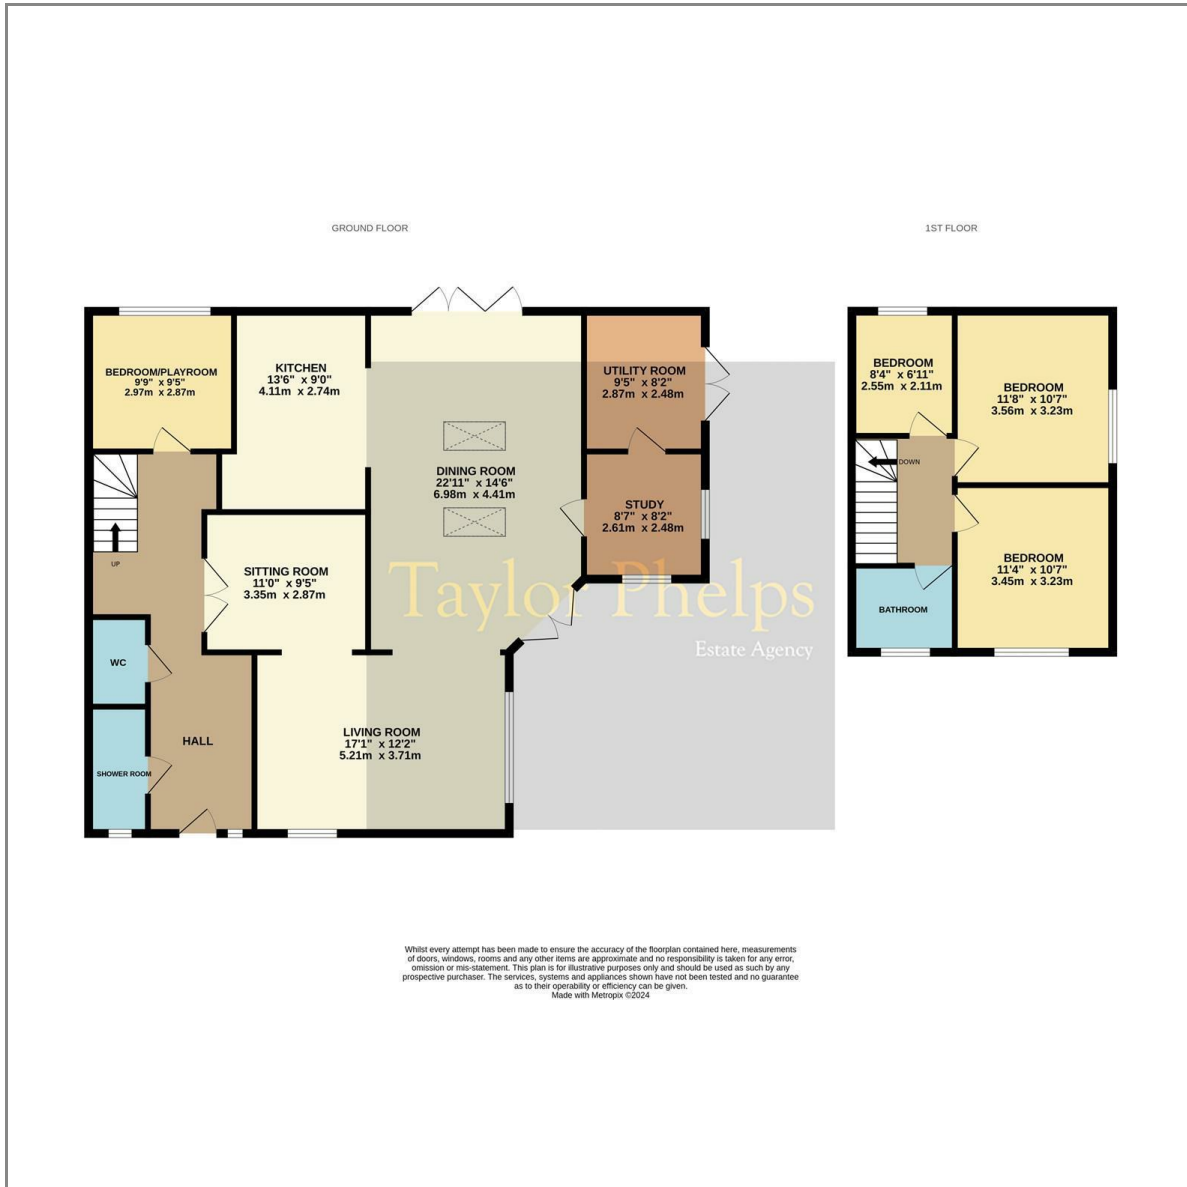 GROUND FLOOR
1ST FLOOR
BEDROOM/PLAYROOM
9'9" x 9'5"
2.97m x 2.87m
KITCHEN
13'6" x 9'0"
4.11m x 2.74m
UTILITY ROOM
9'5" x 8'2"
2.87m x 2.48m
DINING ROOM
22'11" x 14'6"
6.98m x 4.41m
STUDY
8'7" x 8'2"
2.61m x 2.48m
UP
SITTING ROOM
11'0" x 9'5"
3.35m x 2.87m
Taylor Phelps
Estate Agency
WC
HALL
SHOWER ROOM
LIVING ROOM
17'1" x 12'2"
5.21m x 3.71m
BEDROOM
8'4" x 6'11"
2.55m x 2.11m
BEDROOM
11'8" x 10'7"
3.56m x 3.23m
DOWN
BEDROOM
11'4" x 10'7"
3.45m x 3.23m
BATHROOM
Whilst every attempt has been made to ensure the accuracy of the floorplan contained here, measurements
of doors, windows, rooms and any other items are approximate and no responsibility is taken for any error,
omission or mis-statement. This plan is for illustrative purposes only and should be used as such by any
prospective purchaser. The services, systems and appliances shown have not been tested and no guarantee
as to their operability or efficiency can be given.
Made with Metropix ©2024